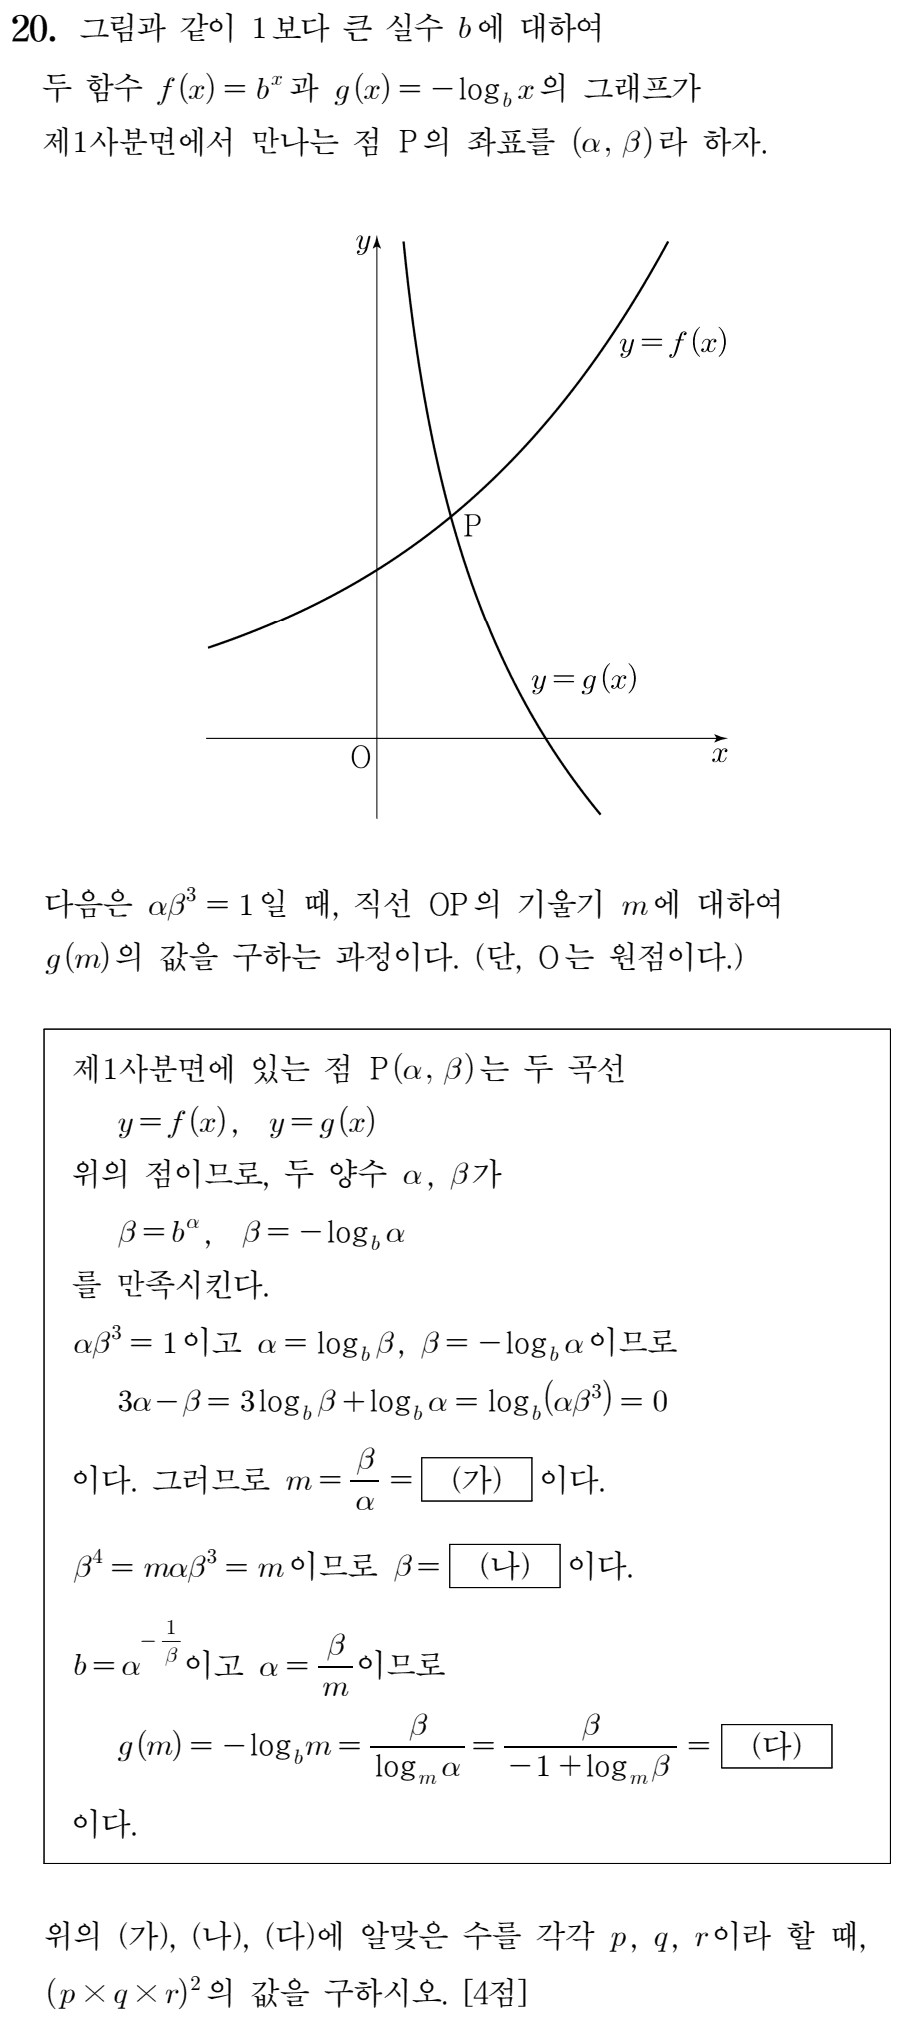 20. 그림과 같이 1보다 큰 실수 b에 대하여
두 함수 f(x) = b^x과 g(x) = −log_b x의 그래프가
제1사분면에서 만나는 점 P의 좌표를 (α, β)라 하자.
y
y = f(x)
P
y = g(x)
O
x
다음은 αβ³ = 1일 때, 직선 OP의 기울기 m에 대하여
g(m)의 값을 구하는 과정이다. (단, O는 원점이다.)
제1사분면에 있는 점 P(α, β)는 두 곡선
y = f(x), y = g(x)
위의 점이므로, 두 양수 α, β가
β = b^α, β = −log_b α
를 만족시킨다.
αβ³ = 1이고 α = log_b β, β = −log_b α이므로
3α − β = 3log_b β + log_b α = log_b(αβ³) = 0
이다. 그러므로 m = β/α = (가) 이다.
β⁴ = mαβ³ = m이므로 β = (나) 이다.
b = α^(−1/β)이고 α = β/m이므로
g(m) = −log_b m = β/(log_m α) = β/(−1 + log_m β) = (다)
이다.
위의 (가), (나), (다)에 알맞은 수를 각각 p, q, r이라 할 때,
(p × q × r)²의 값을 구하시오. [4점]